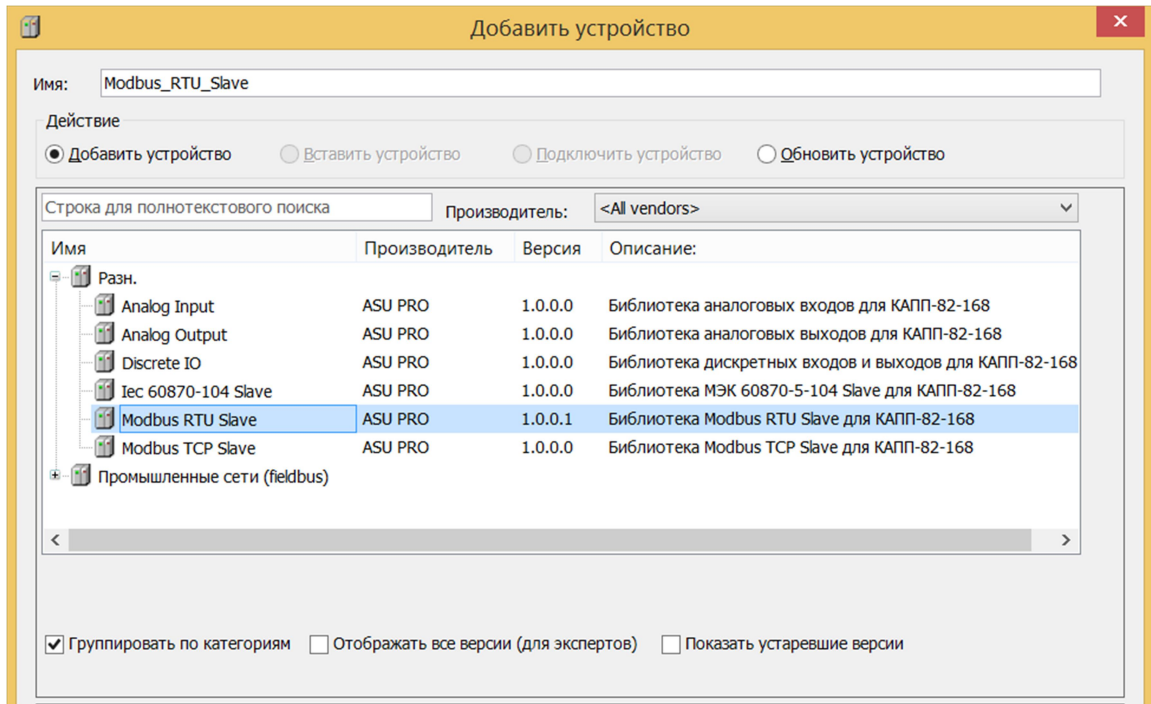 Добавить устройство
Имя: Modbus_RTU_Slave
Действие
Добавить устройство Вставить устройство Подключить устройство Обновить устройство
Строка для полнотекстового поиска Производитель: <All vendors>
Имя Производитель Версия Описание:
Разн.
Analog Input ASU PRO 1.0.0.0 Библиотека аналоговых входов для КАПП-82-168
Analog Output ASU PRO 1.0.0.0 Библиотека аналоговых выходов для КАПП-82-168
Discrete IO ASU PRO 1.0.0.0 Библиотека дискретных входов и выходов для КАПП-82-168
Iec 60870-104 Slave ASU PRO 1.0.0.0 Библиотека МЭК 60870-5-104 Slave для КАПП-82-168
Modbus RTU Slave ASU PRO 1.0.0.1 Библиотека Modbus RTU Slave для КАПП-82-168
Modbus TCP Slave ASU PRO 1.0.0.0 Библиотека Modbus TCP Slave для КАПП-82-168
Промышленные сети (fieldbus)
Группировать по категориям Отображать все версии (для экспертов) Показать устаревшие версии